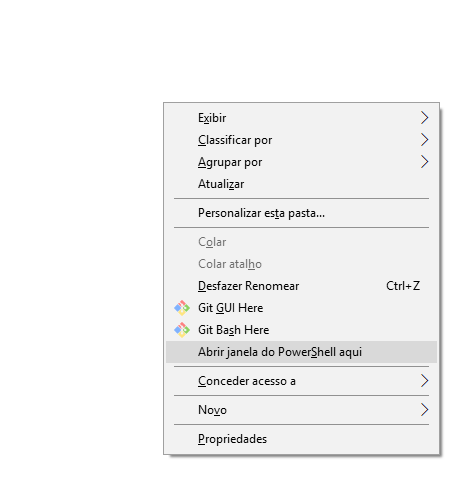 Exibir
Classificar por
Agrupar por
Atualizar
Personalizar esta pasta...
Colar
Colar atalho
Desfazer Renomear Ctrl+Z
Git GUI Here
Git Bash Here
Abrir janela do PowerShell aqui
Conceder acesso a
Novo
Propriedades